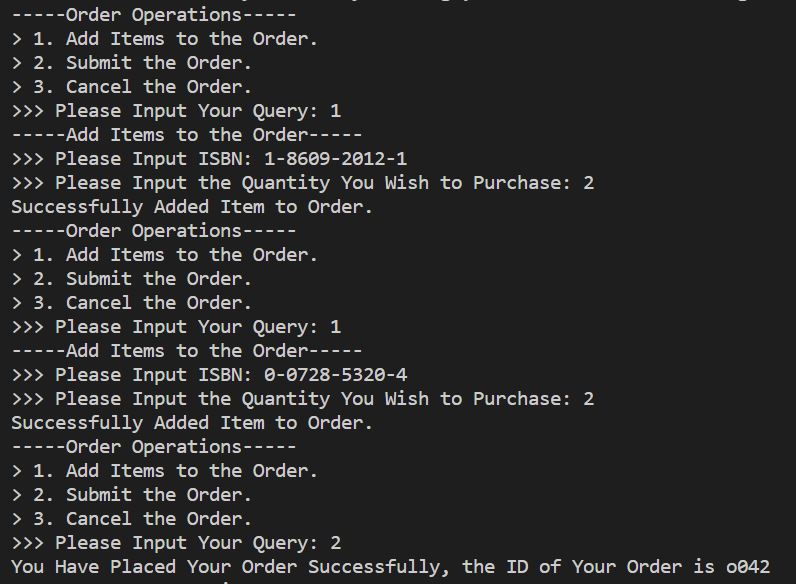 -----Order Operations-----
> 1. Add Items to the Order.
> 2. Submit the Order.
> 3. Cancel the Order.
>>> Please Input Your Query: 1
-----Add Items to the Order-----
>>> Please Input ISBN: 1-8609-2012-1
>>> Please Input the Quantity You Wish to Purchase: 2
Successfully Added Item to Order.
-----Order Operations-----
> 1. Add Items to the Order.
> 2. Submit the Order.
> 3. Cancel the Order.
>>> Please Input Your Query: 1
-----Add Items to the Order-----
>>> Please Input ISBN: 0-0728-5320-4
>>> Please Input the Quantity You Wish to Purchase: 2
Successfully Added Item to Order.
-----Order Operations-----
> 1. Add Items to the Order.
> 2. Submit the Order.
> 3. Cancel the Order.
>>> Please Input Your Query: 2
You Have Placed Your Order Successfully, the ID of Your Order is o042